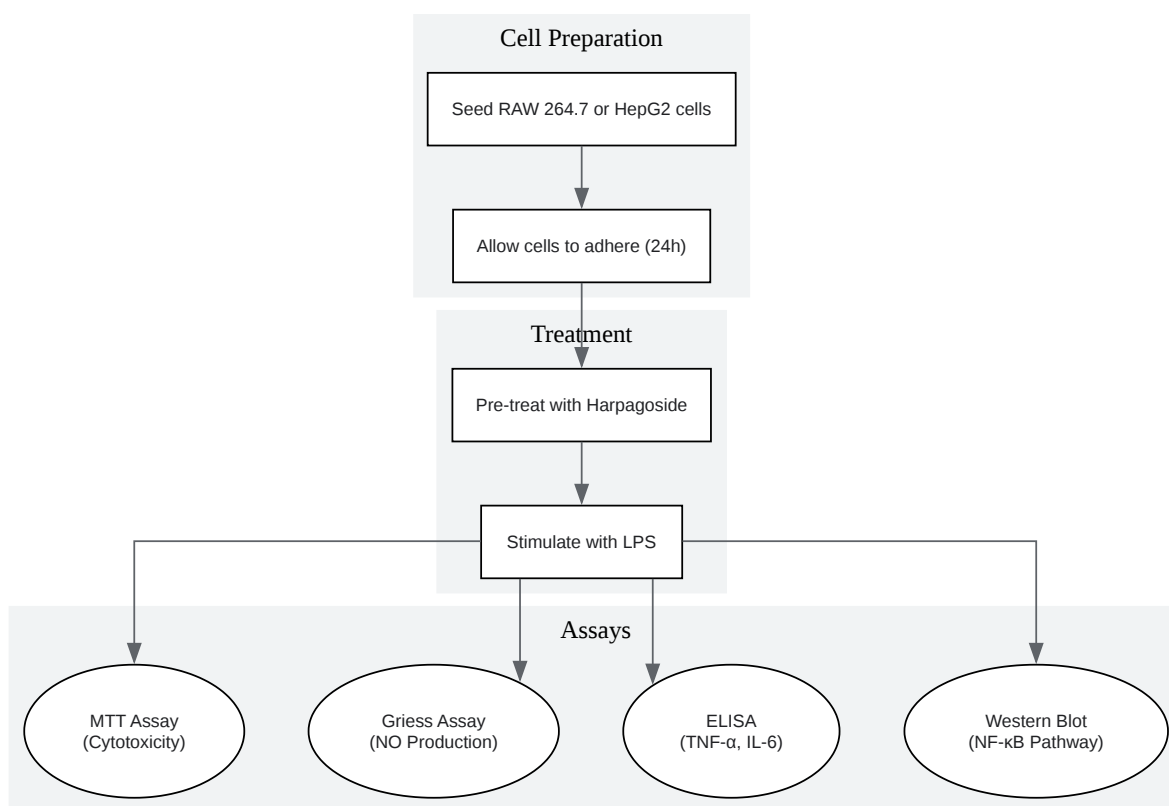 Cell Preparation
Seed RAW 264.7 or HepG2 cells
Allow cells to adhere (24h)
Treatment
Pre-treat with Harpagoside
Stimulate with LPS
Assays
MTT Assay
(Cytotoxicity)
Griess Assay
(NO Production)
ELISA
(TNF-α, IL-6)
Western Blot
(NF-κB Pathway)